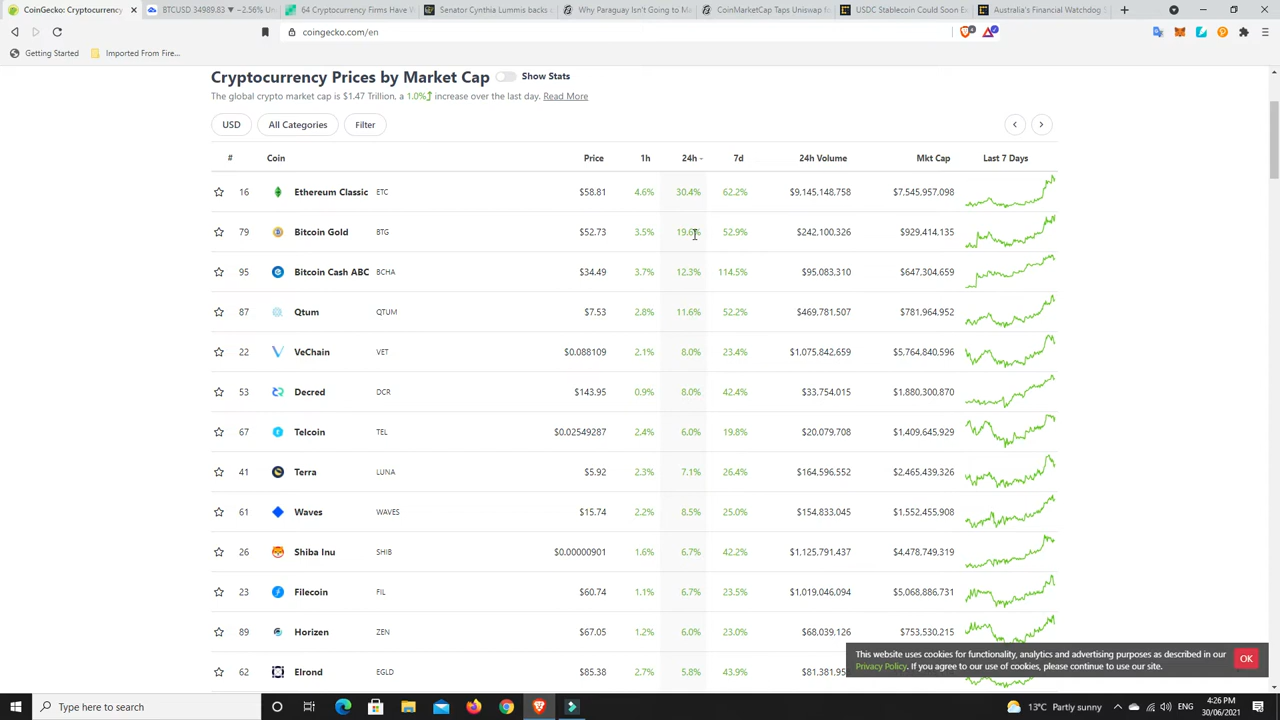 CoinGecko: Cryptocurrency
BTCUSD 34989.83 ▼ −2.56% Un
64 Cryptocurrency Firms Have
Senator Cynthia Lummis backs
Why Paraguay Isn't Going to M
CoinMarketCap Taps Uniswap f
USDC Stablecoin Could Soon E
Australia's Financial Watchdog
coingecko.com/en
Getting Started
Imported From Fire...
Cryptocurrency Prices by Market Cap
Show Stats
The global crypto market cap is $1.47 Trillion, a 1.0% increase over the last day. Read More
USD
All Categories
Filter
# Coin Price 1h 24h 7d 24h Volume Mkt Cap Last 7 Days
16 Ethereum Classic ETC $58.81 4.6% 30.4% 62.2% $9,145,148,758 $7,545,957,098
79 Bitcoin Gold BTG $52.73 3.5% 19.6% 52.9% $242,100,326 $929,414,135
95 Bitcoin Cash ABC BCHA $34.49 3.7% 12.3% 114.5% $95,083,310 $647,304,659
87 Qtum QTUM $7.53 2.8% 11.6% 52.2% $469,781,507 $781,964,952
22 VeChain VET $0.088109 2.1% 8.0% 23.4% $1,075,842,659 $5,764,840,596
53 Decred DCR $143.95 0.9% 8.0% 42.4% $33,754,015 $1,880,300,870
67 Telcoin TEL $0.02549287 2.4% 6.0% 19.8% $20,079,708 $1,409,645,929
41 Terra LUNA $5.92 2.3% 7.1% 26.4% $164,596,552 $2,465,439,326
61 Waves WAVES $15.74 2.2% 8.5% 25.0% $154,833,045 $1,552,455,908
26 Shiba Inu SHIB $0.00000901 1.6% 6.7% 42.2% $1,125,791,437 $4,478,749,319
23 Filecoin FIL $60.74 1.1% 6.7% 23.5% $1,019,046,094 $5,068,886,731
89 Horizen ZEN $67.05 1.2% 6.0% 23.0% $68,039,126 $753,530,215
62 Elrond EGLD $85.38 2.7% 5.8% 43.9% $81,381,95
This website uses cookies for functionality, analytics and advertising purposes as described in our
Privacy Policy. If you agree to our use of cookies, please continue to use our site.
OK
Type here to search
13°C Partly sunny
ENG
4:26 PM
30/06/2021